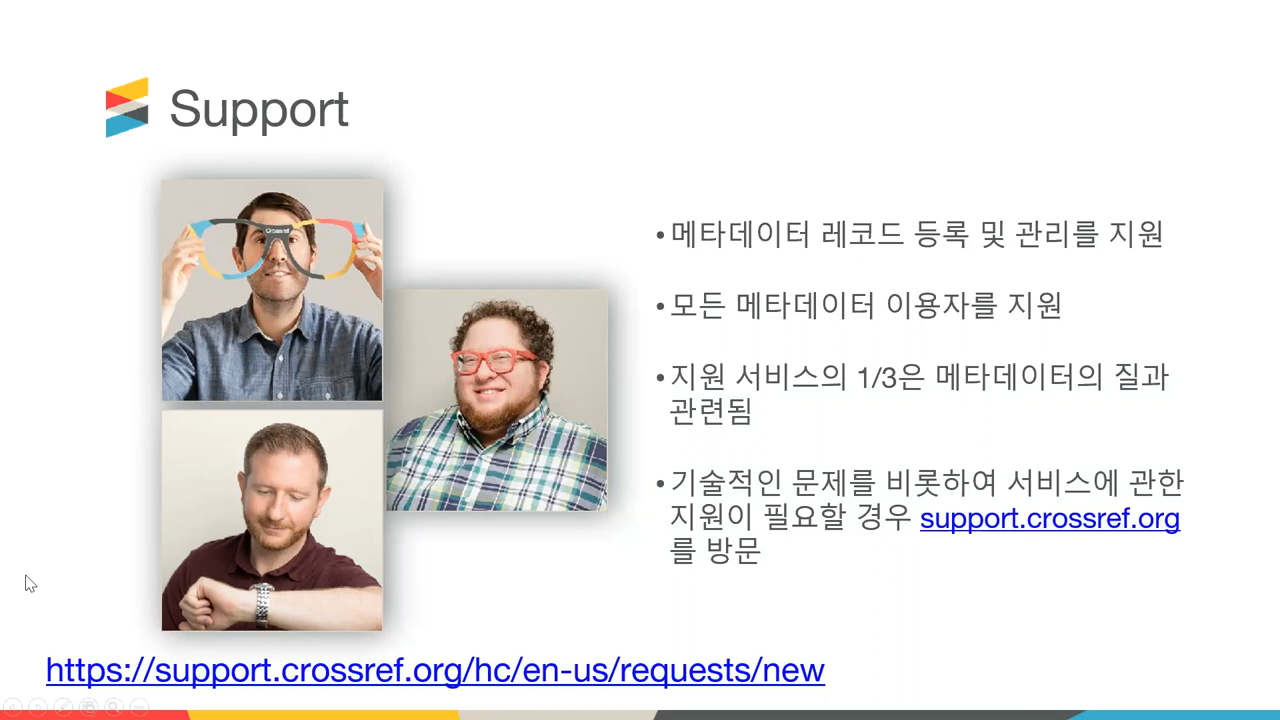 Support
Crossref
• 메타데이터 레코드 등록 및 관리를 지원
• 모든 메타데이터 이용자를 지원
• 지원 서비스의 1/3은 메타데이터의 질과
관련됨
• 기술적인 문제를 비롯하여 서비스에 관한
지원이 필요할 경우 support.crossref.org
를 방문
https://support.crossref.org/hc/en-us/requests/new